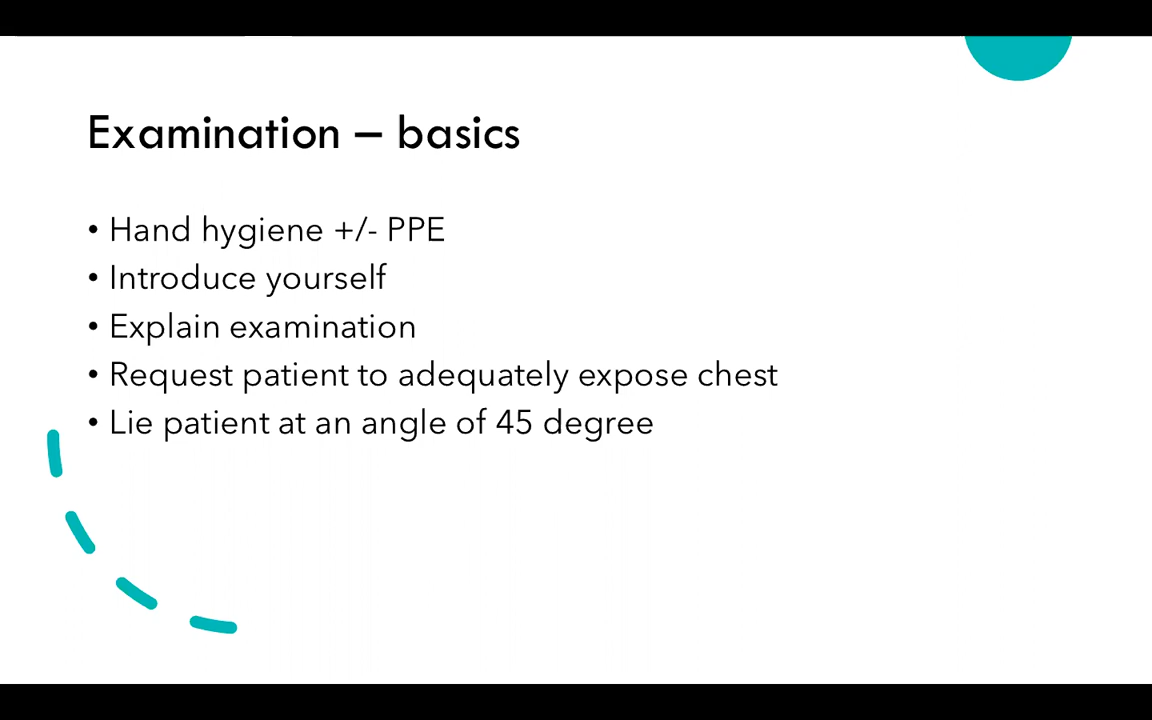 Examination – basics
• Hand hygiene +/- PPE
• Introduce yourself
• Explain examination
• Request patient to adequately expose chest
• Lie patient at an angle of 45 degree